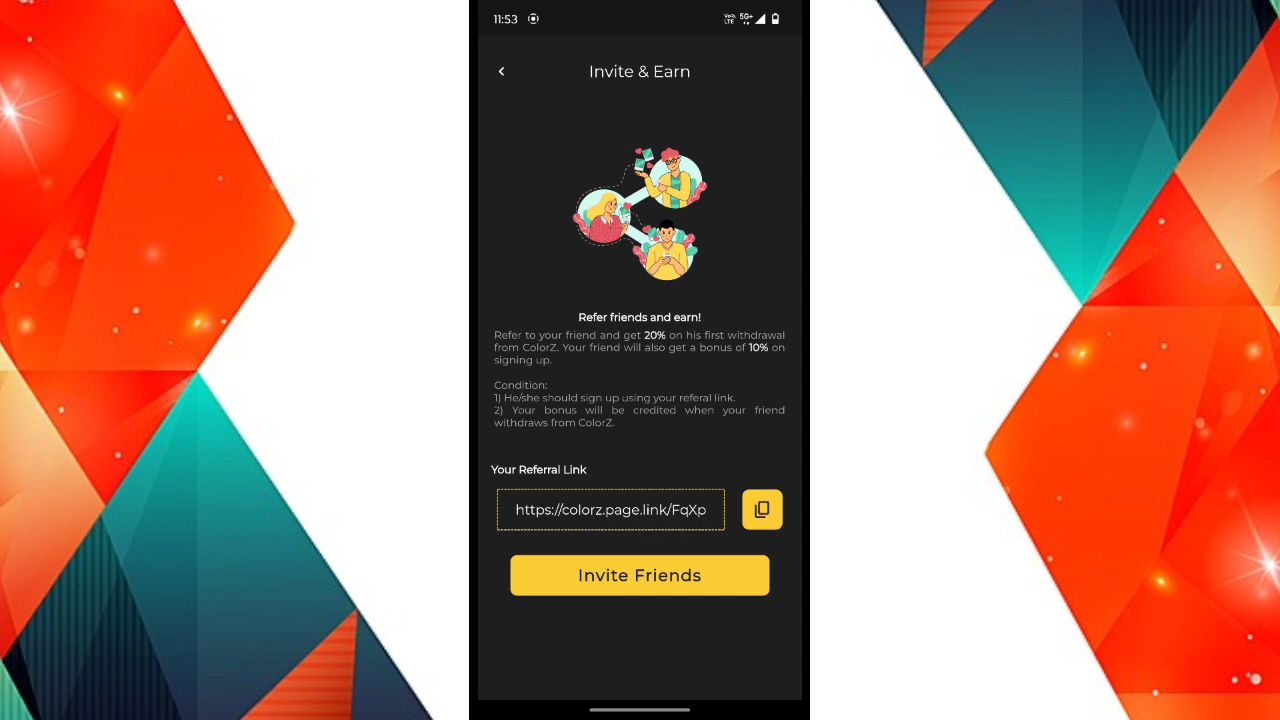 11:53
Vo)) LTE 5G+
Invite & Earn
Refer friends and earn!
Refer to your friend and get 20% on his first withdrawal
from ColorZ. Your friend will also get a bonus of 10% on
signing up.
Condition:
1) He/she should sign up using your referal link.
2) Your bonus will be credited when your friend
withdraws from ColorZ.
Your Referral Link
https://colorz.page.link/FqXp
Invite Friends